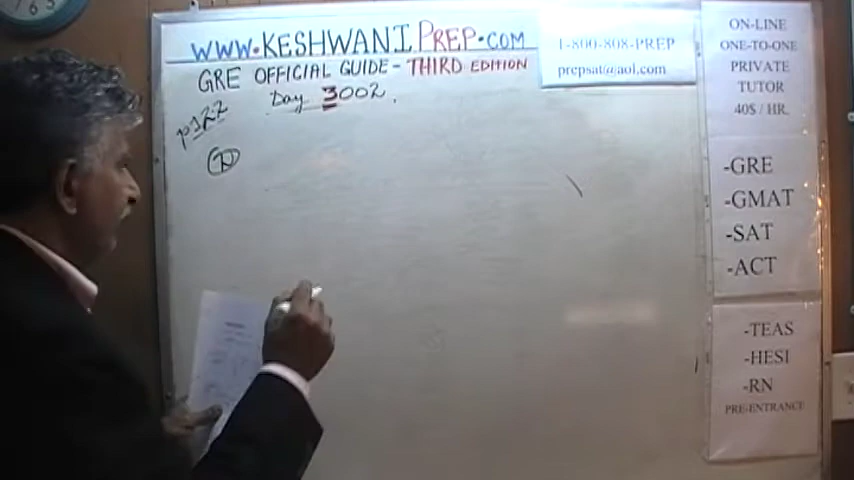 WWW.KESHWANIPREP.COM
GRE OFFICIAL GUIDE - THIRD EDITION
Day 3002.
p122
1-800-808-PREP
prepsat@aol.com
ON-LINE
ONE-TO-ONE
PRIVATE
TUTOR
40$ / HR.
-GRE
-GMAT
-SAT
-ACT
-TEAS
-HESI
-RN
PRE-ENTRANCE